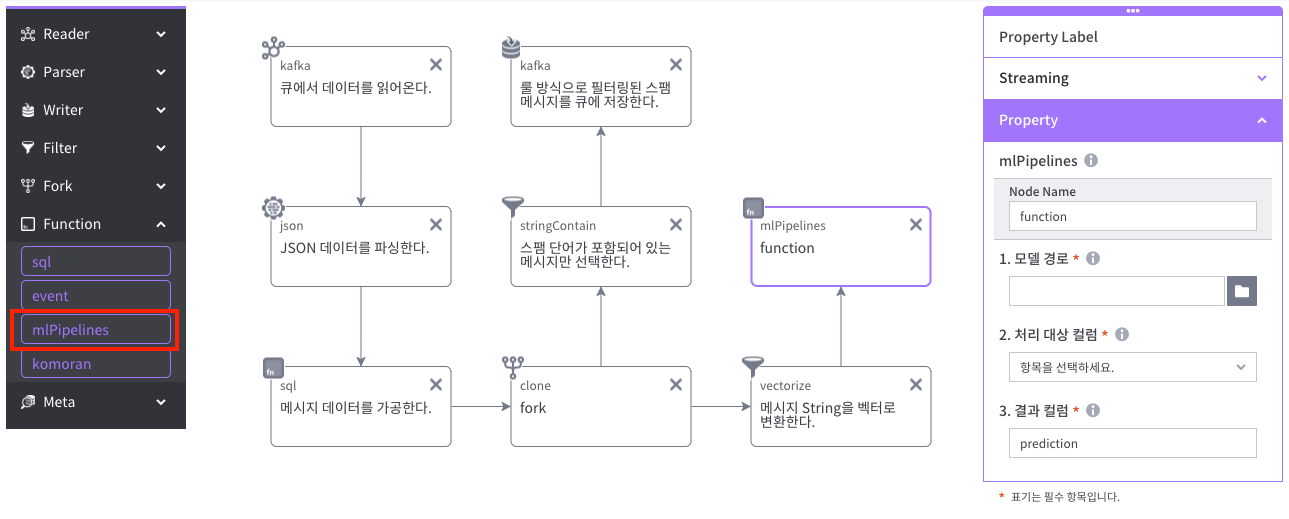 Reader
Parser
Writer
Filter
Fork
Function
sql
event
mlPipelines
komoran
Meta
kafka
큐에서 데이터를 읽어온다.
kafka
룰 방식으로 필터링된 스팸
메시지를 큐에 저장한다.
json
JSON 데이터를 파싱한다.
stringContain
스팸 단어가 포함되어 있는
메시지만 선택한다.
fn
mlPipelines
function
fn
sql
메시지 데이터를 가공한다.
clone
fork
vectorize
메시지 String을 벡터로
변환한다.
Property Label
Streaming
Property
mlPipelines
Node Name
function
1. 모델 경로 *
2. 처리 대상 컬럼 *
항목을 선택하세요.
3. 결과 컬럼 *
prediction
* 표기는 필수 항목입니다.